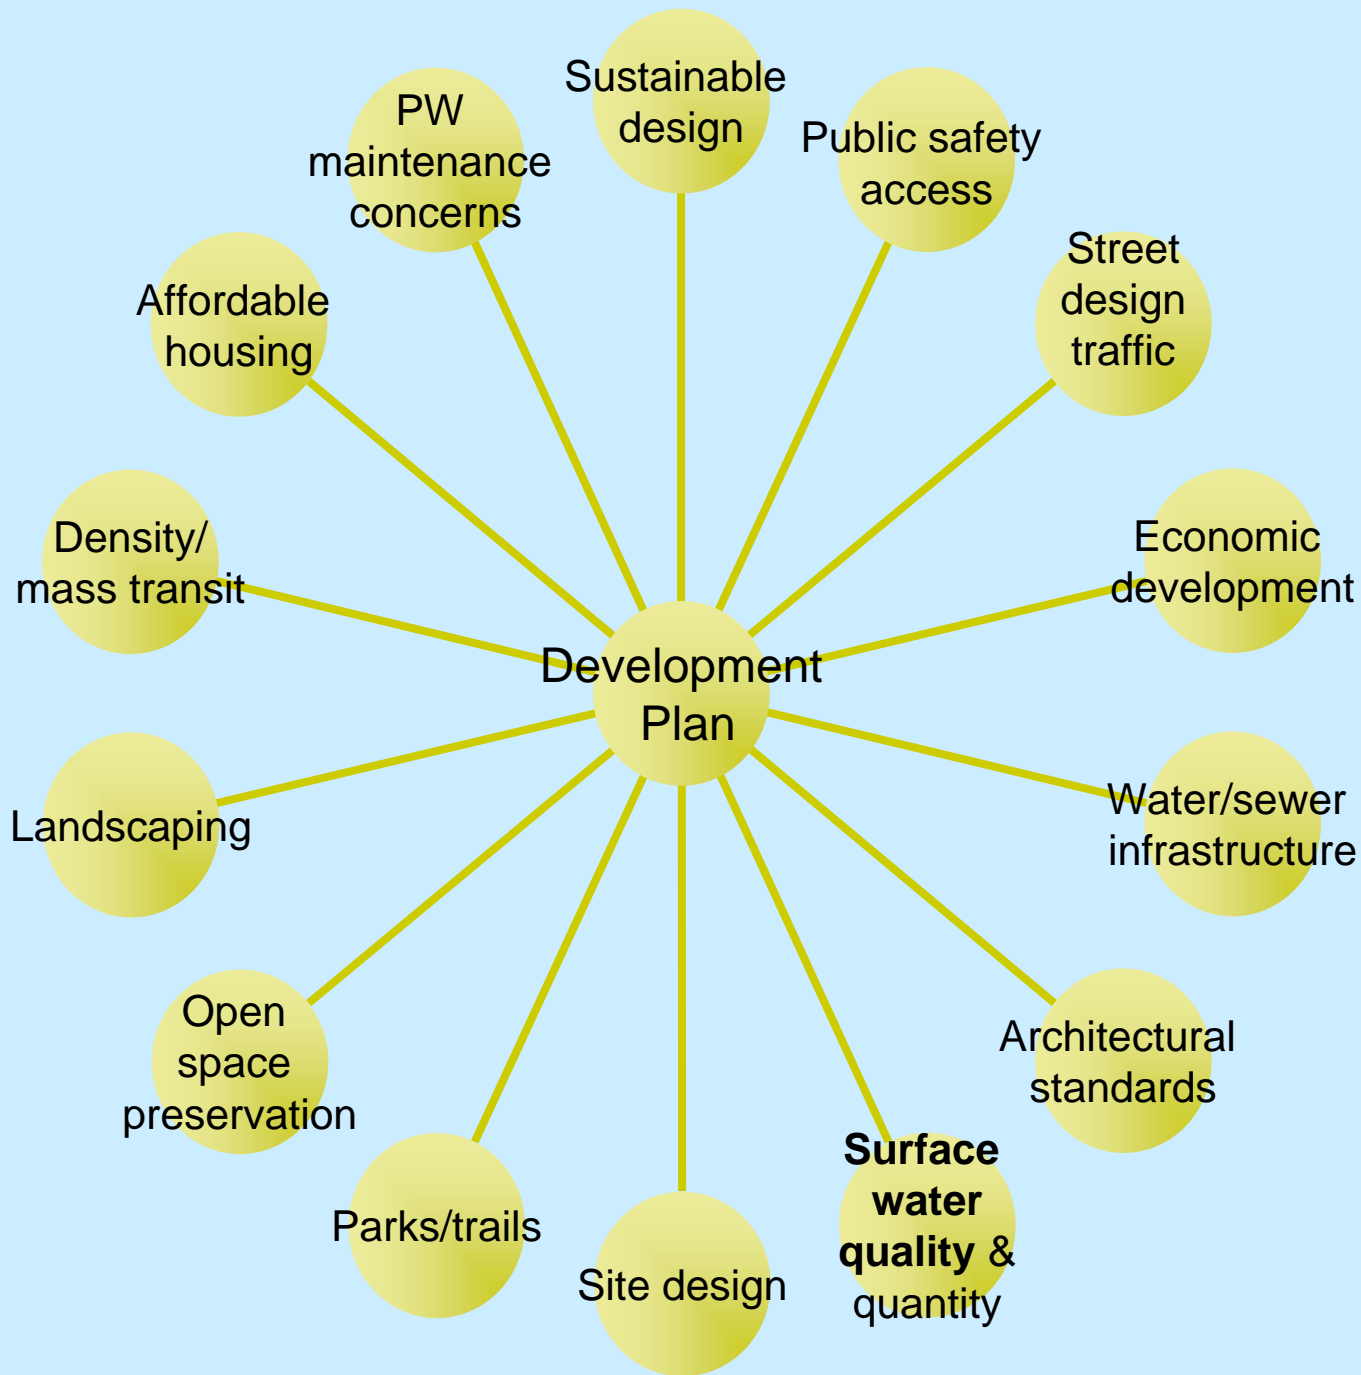 Sustainable
design
Public safety
access
Street
design
traffic
Economic
development
Water/sewer
infrastructure
Architectural
standards
Surface
water
quality &
quantity
Site design
Parks/trails
Open
space
preservation
Landscaping
Density/
mass transit
Affordable
housing
PW
maintenance
concerns
Development
Plan